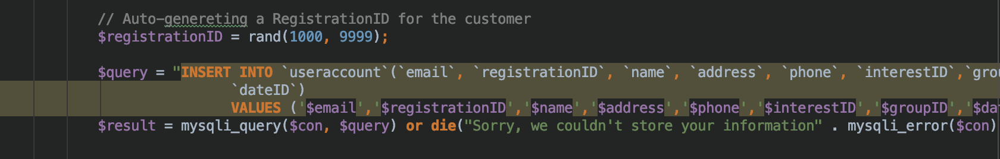 // Auto-genereting a RegistrationID for the customer
$registrationID = rand(1000, 9999);
$query = "INSERT INTO `useraccount`(`email`, `registrationID`, `name`, `address`, `phone`, `interestID`,`grou
`dateID`)
VALUES ('$email','$registrationID','$name','$address','$phone','$interestID','$groupID','$dat
$result = mysqli_query($con, $query) or die("Sorry, we couldn't store your information" . mysqli_error($con)